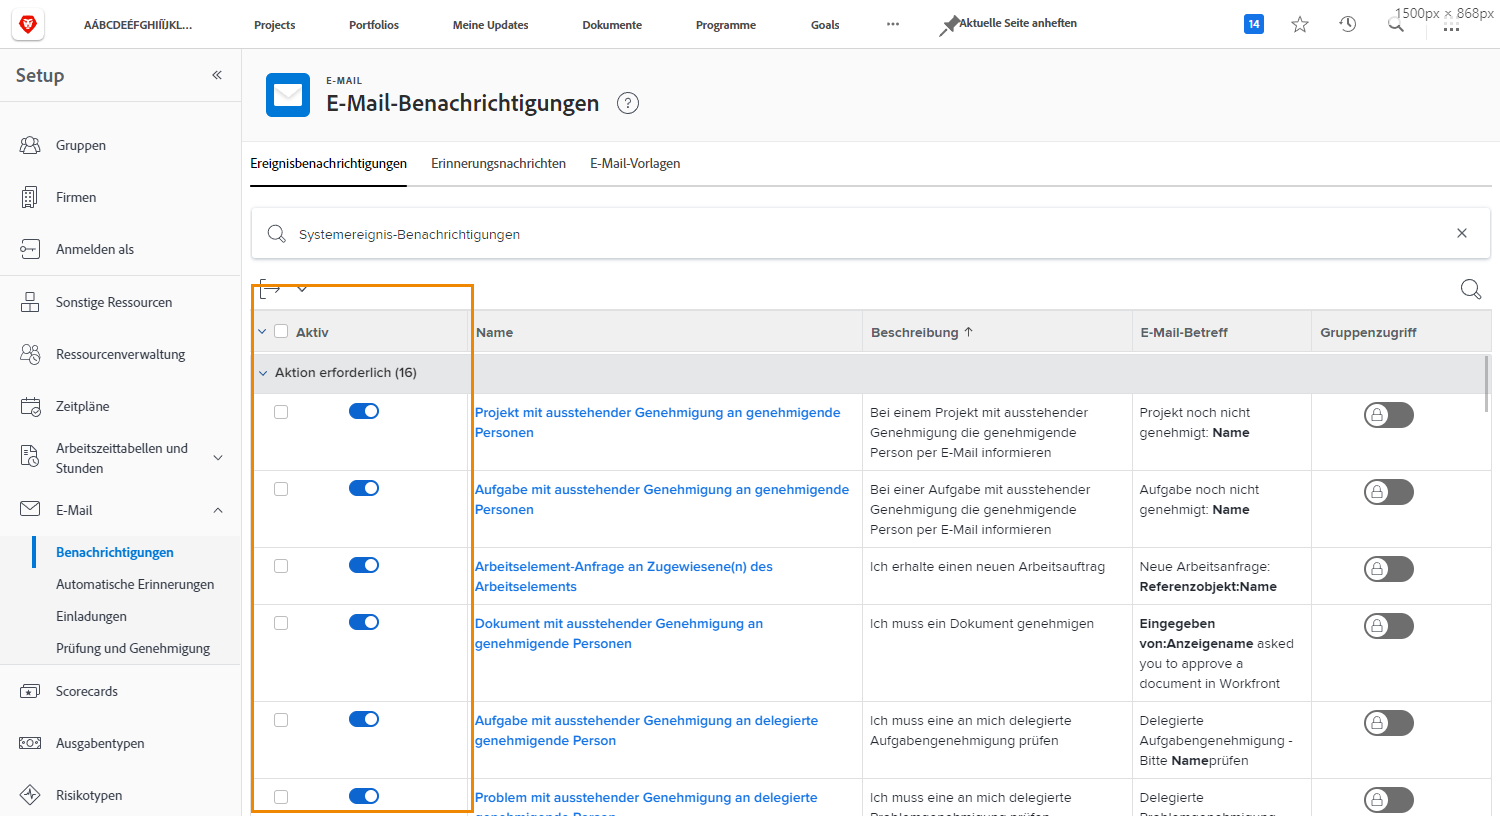 AÁBCDEÉFGHIÍÏJKL...
Projects
Portfolios
Meine Updates
Dokumente
Programme
Goals
Aktuelle Seite anheften
14
1500px × 868px
Setup
Gruppen
Firmen
Anmelden als
Sonstige Ressourcen
Ressourcenverwaltung
Zeitpläne
Arbeitszeittabellen und
Stunden
E-Mail
Benachrichtigungen
Automatische Erinnerungen
Einladungen
Prüfung und Genehmigung
Scorecards
Ausgabentypen
Risikotypen
E-MAIL
E-Mail-Benachrichtigungen
?
Ereignisbenachrichtigungen
Erinnerungsnachrichten
E-Mail-Vorlagen
Systemereignis-Benachrichtigungen
Aktiv
Name
Beschreibung
E-Mail-Betreff
Gruppenzugriff
Aktion erforderlich (16)
Projekt mit ausstehender Genehmigung an genehmigende
Personen
Bei einem Projekt mit ausstehender
Genehmigung die genehmigende
Person per E-Mail informieren
Projekt noch nicht
genehmigt: Name
Aufgabe mit ausstehender Genehmigung an genehmigende
Personen
Bei einer Aufgabe mit ausstehender
Genehmigung die genehmigende
Person per E-Mail informieren
Aufgabe noch nicht
genehmigt: Name
Arbeitselement-Anfrage an Zugewiesene(n) des
Arbeitselements
Ich erhalte einen neuen Arbeitsauftrag
Neue Arbeitsanfrage:
Referenzobjekt:Name
Dokument mit ausstehender Genehmigung an
genehmigende Personen
Ich muss ein Dokument genehmigen
Eingegeben
von:Anzeigename asked
you to approve a
document in Workfront
Aufgabe mit ausstehender Genehmigung an delegierte
genehmigende Person
Ich muss eine an mich delegierte
Aufgabengenehmigung prüfen
Delegierte
Aufgabengenehmigung -
Bitte Nameprüfen
Problem mit ausstehender Genehmigung an delegierte
genehmigende Person
Ich muss eine an mich delegierte
Problemgenehmigung prüfen
Delegierte
Problemgenehmigung